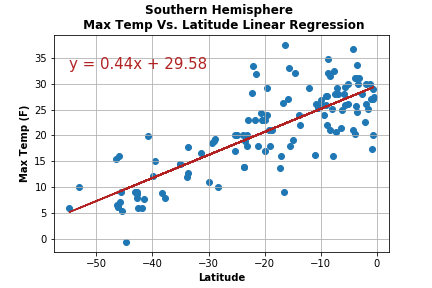 Southern Hemisphere
Max Temp Vs. Latitude Linear Regression
y = 0.44x + 29.58
Max Temp (F)
35
30
25
20
15
10
5
0
−50
−40
−30
−20
−10
0
Latitude